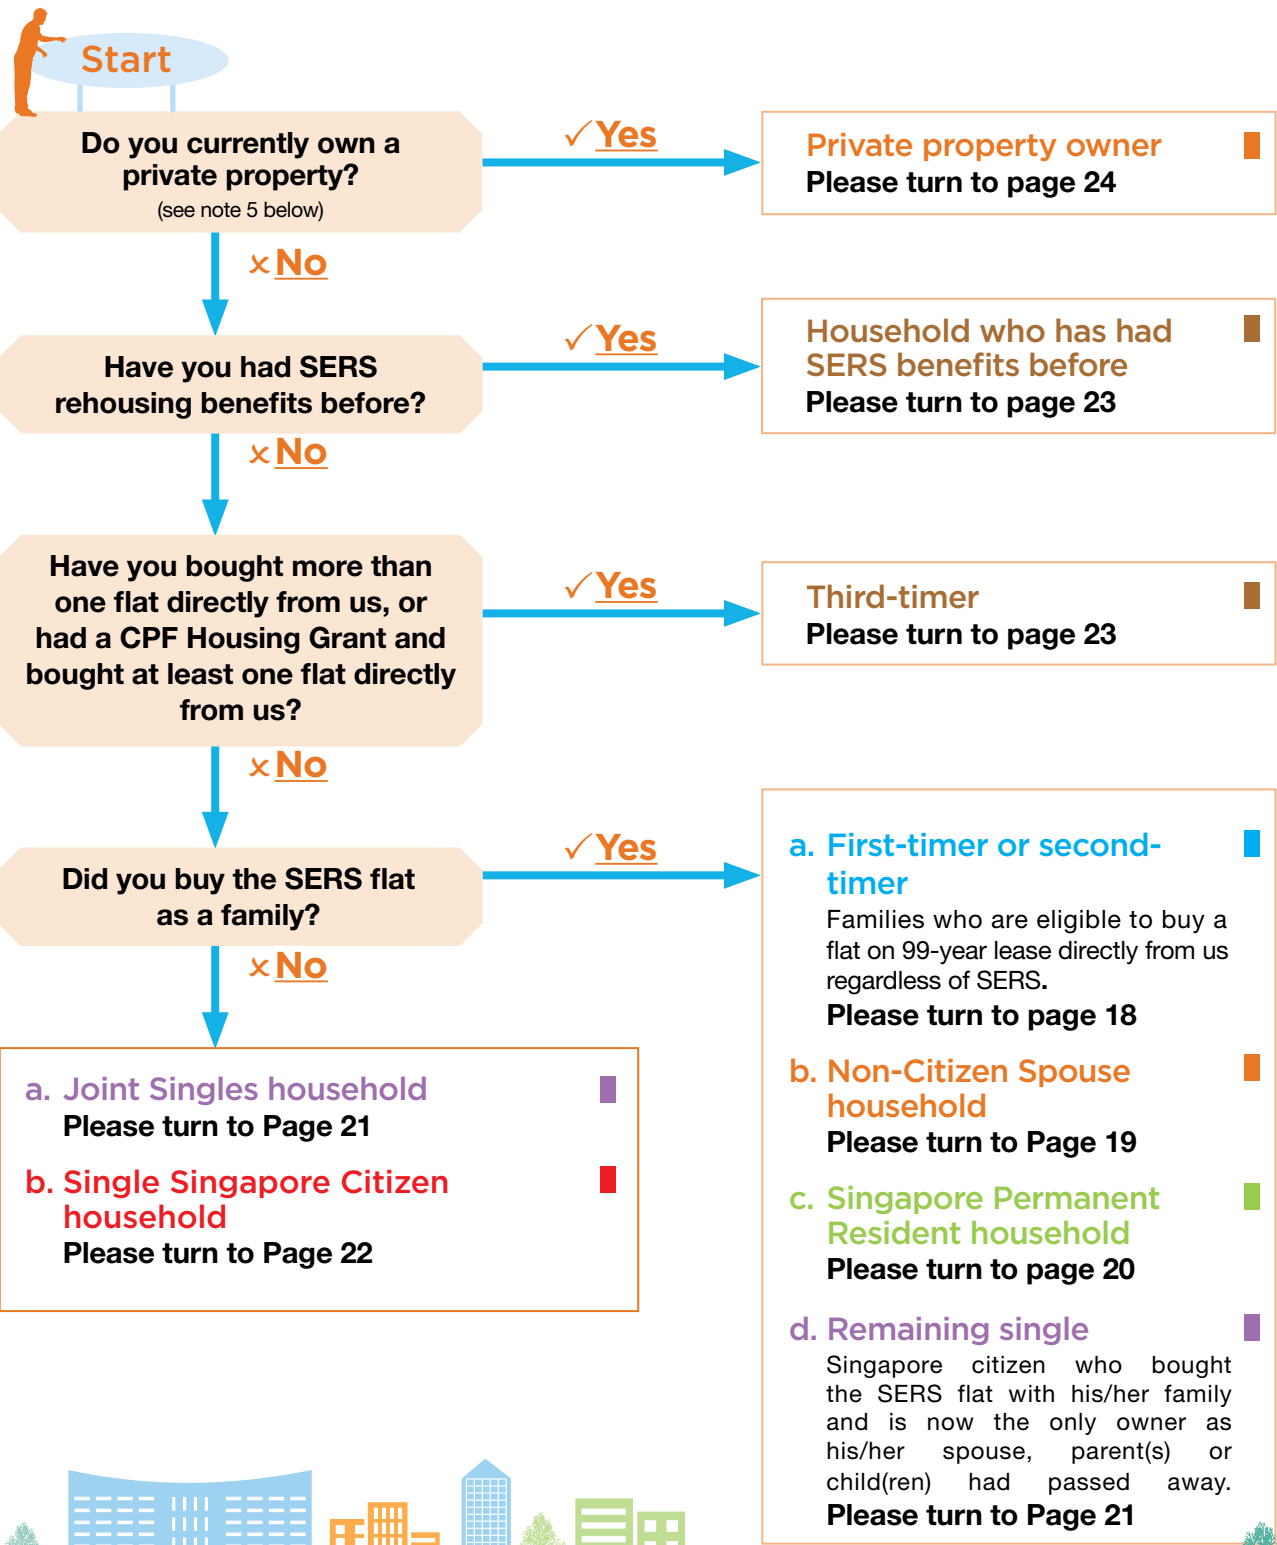 Start
Do you currently own a
private property?
(see note 5 below)
✓Yes
Private property owner
Please turn to page 24
×No
Have you had SERS
rehousing benefits before?
✓Yes
Household who has had
SERS benefits before
Please turn to page 23
×No
Have you bought more than
one flat directly from us, or
had a CPF Housing Grant and
bought at least one flat directly
from us?
✓Yes
Third-timer
Please turn to page 23
×No
Did you buy the SERS flat
as a family?
✓Yes
a. First-timer or second-
timer
Families who are eligible to buy a
flat on 99-year lease directly from us
regardless of SERS.
Please turn to page 18
b. Non-Citizen Spouse
household
Please turn to Page 19
c. Singapore Permanent
Resident household
Please turn to page 20
d. Remaining single
Singapore citizen who bought
the SERS flat with his/her family
and is now the only owner as
his/her spouse, parent(s) or
child(ren) had passed away.
Please turn to Page 21
×No
a. Joint Singles household
Please turn to Page 21
b. Single Singapore Citizen
household
Please turn to Page 22